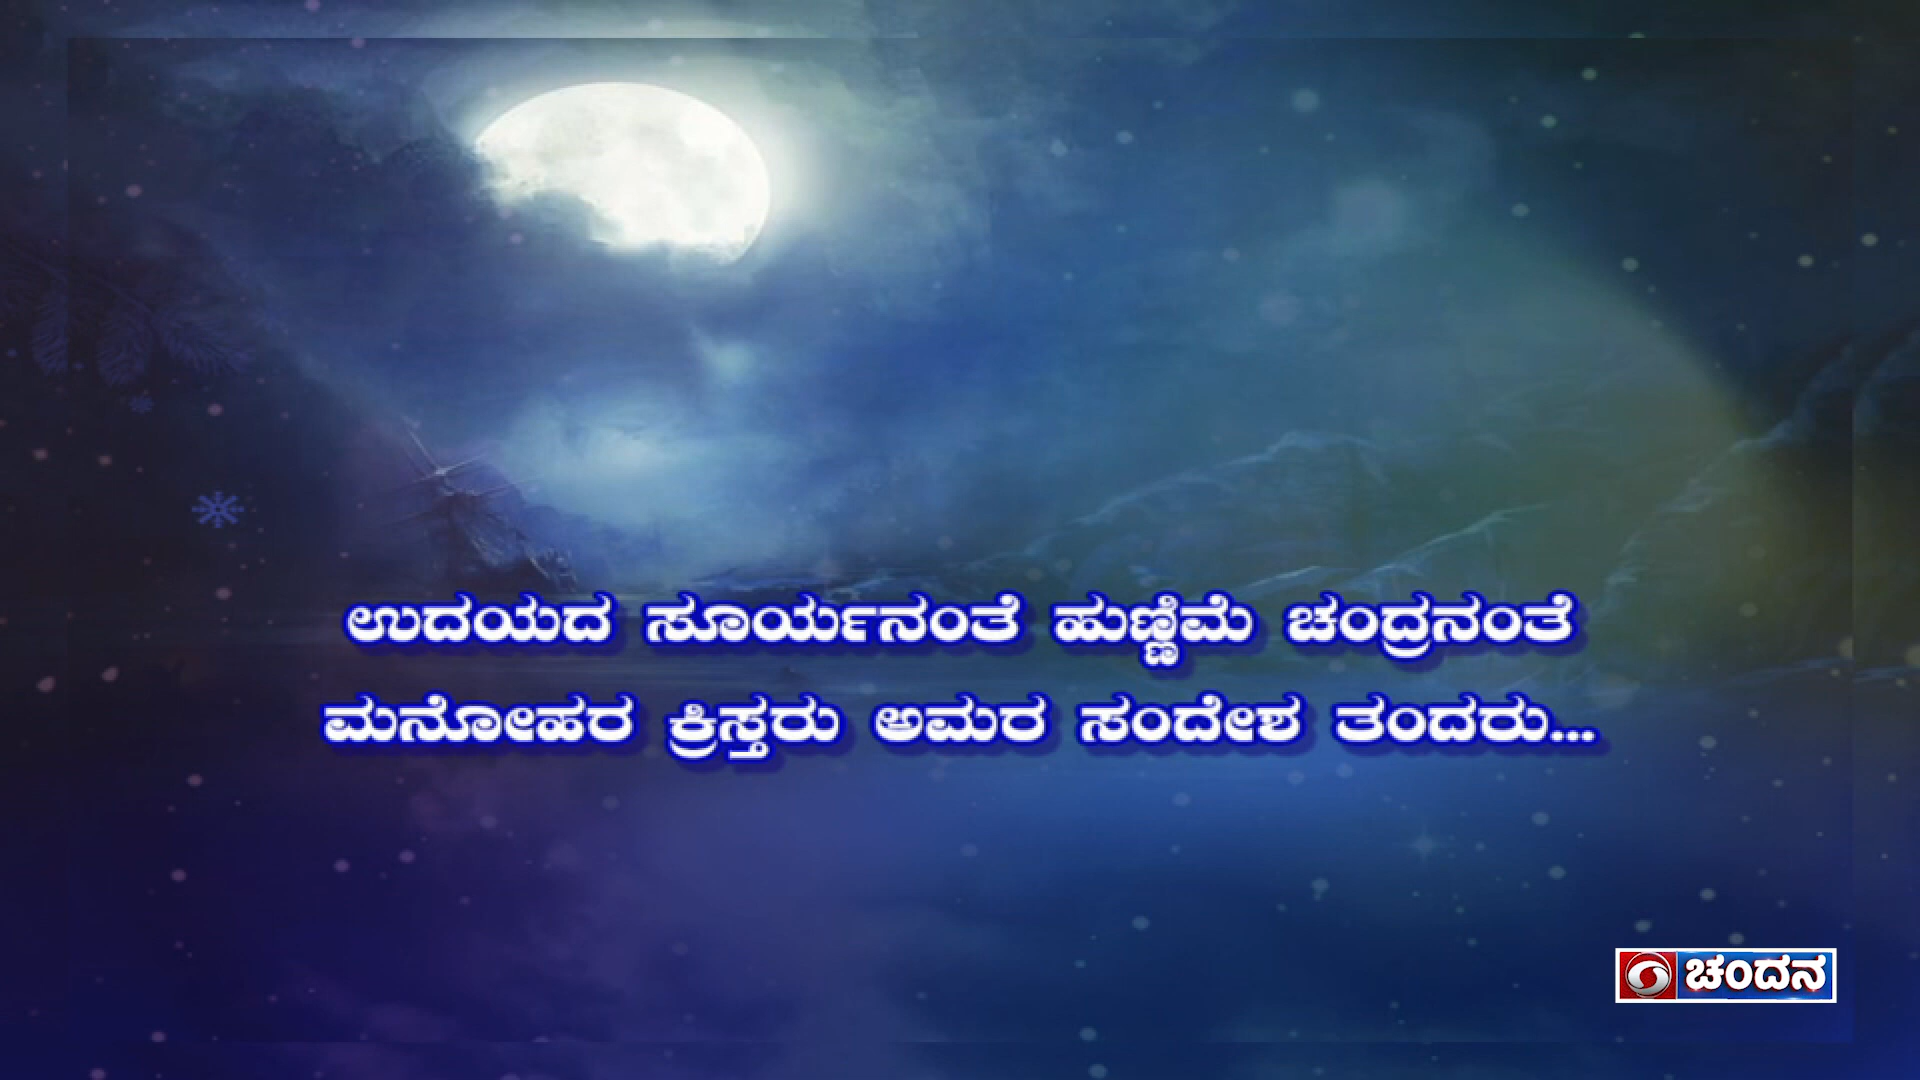 ಉದಯದ ಸೂರ್ಯನಂತೆ ಹುಣ್ಣಿಮೆ ಚಂದ್ರನಂತೆ
ಮನೋಹರ ಕ್ರಿಸ್ತರು ಅಮರ ಸಂದೇಶ ತಂದರು...
ಚಂದನ